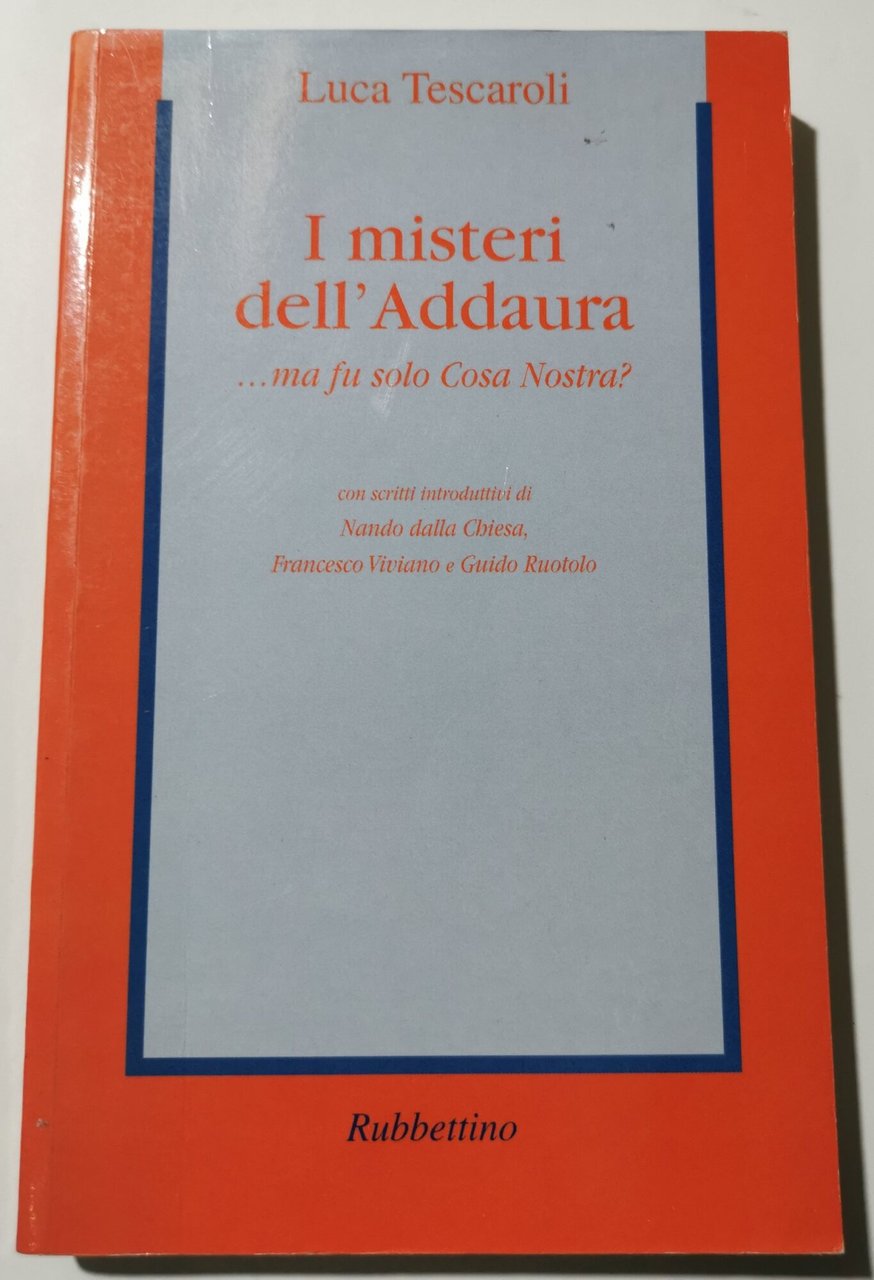 Luca Tescaroli
I misteri
dell'Addaura
...ma fu solo Cosa Nostra?
con scritti introduttivi di
Nando dalla Chiesa,
Francesco Viviano e Guido Ruotolo
Rubbettino